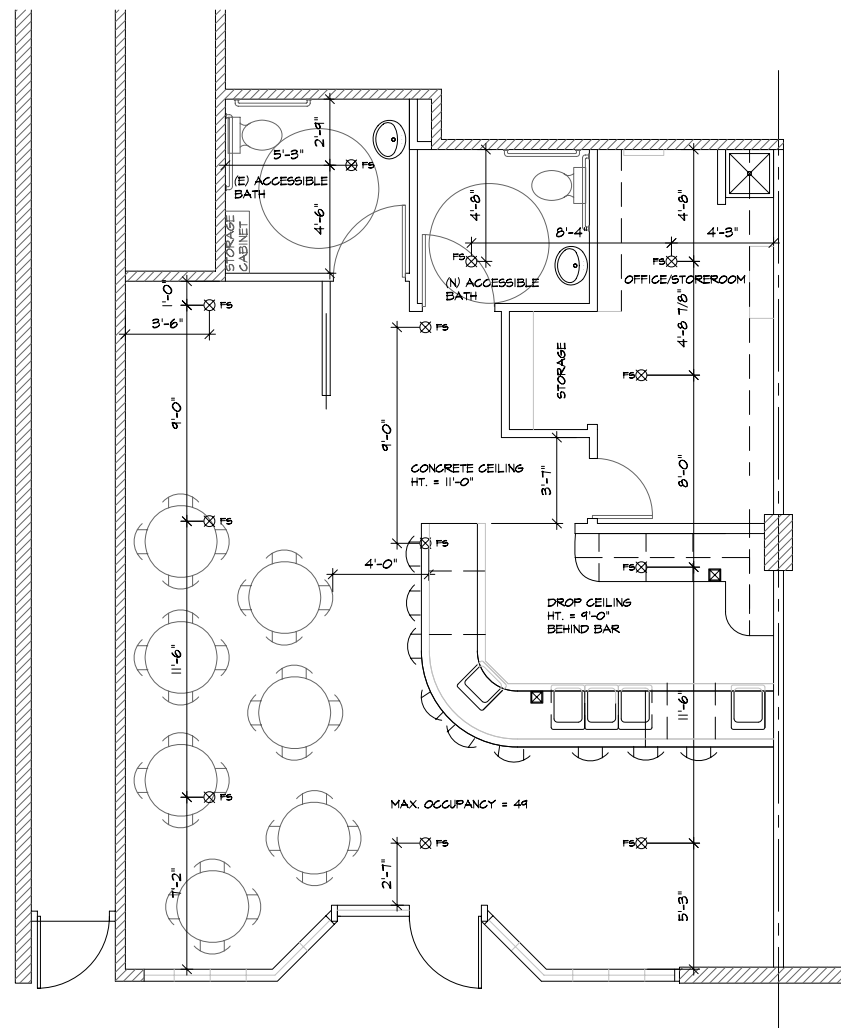 2'-9"
5'-3"
FS
(E) ACCESSIBLE
BATH
4'-6"
STORAGE
CABINET
4'-8"
4'-8"
8'-4"
4'-3"
FS
FS
(N) ACCESSIBLE
BATH
OFFICE/STOREROOM
1'-0"
FS
3'-6"
FS
4'-8 7/8"
STORAGE
FS
9'-0"
9'-0"
CONCRETE CEILING
HT. = 11'-0"
3'-7"
8'-0"
FS
FS
4'-0"
FS
DROP CEILING
HT. = 9'-0"
BEHIND BAR
11'-6"
11'-6"
FS
MAX. OCCUPANCY = 49
FS
FS
2'-7"
7'-2"
5'-3"